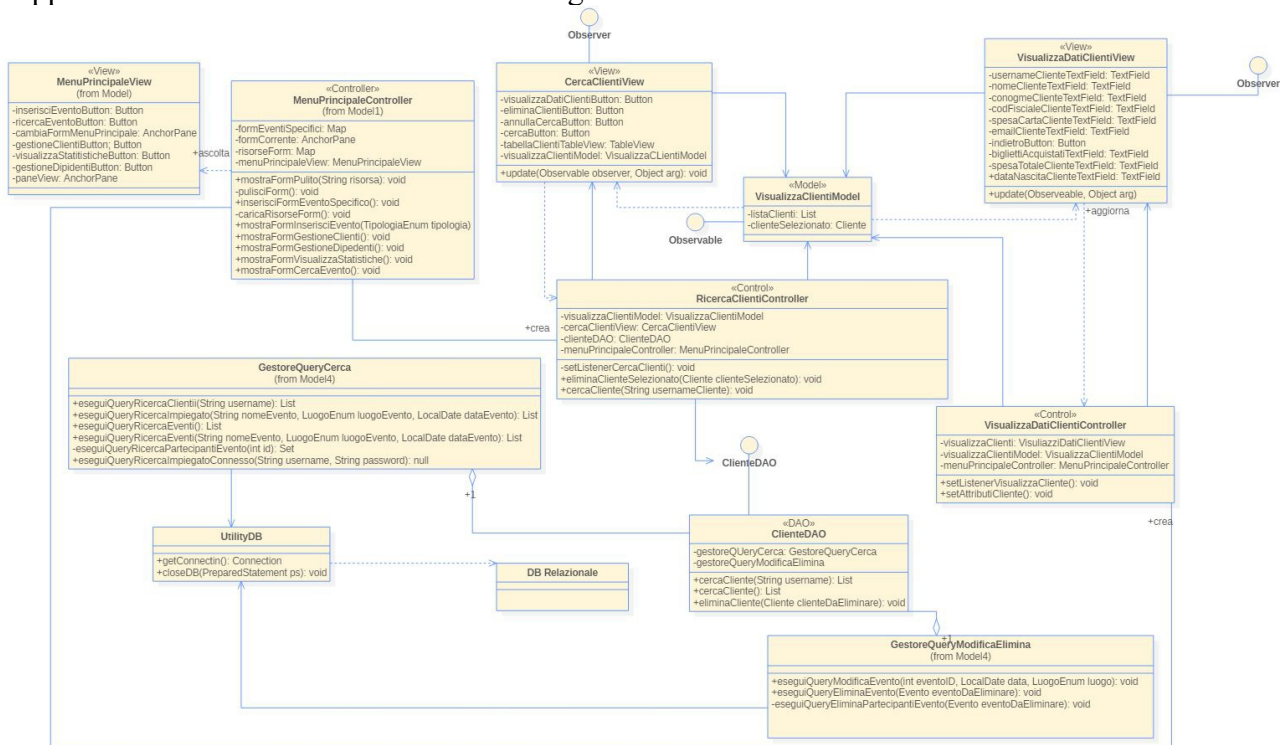 Observer
«View»
MenuPrincipaleView
(from Model)
-inserisciEventoButton: Button
-ricercaEventoButton: Button
-cambiaFormMenuPrincipale: AnchorPane
-gestioneClientiButton; Button
-visualizzaStatitisticheButton: Button
-gestioneDipidentiButton: Button
-paneView: AnchorPane
+ascolta
«Controller»
MenuPrincipaleController
(from Model1)
-formEventiSpecifici: Map
-formCorrente: AnchorPane
-risorseForm: Map
-menuPrincipaleView: MenuPrincipaleView
+mostraFormPulito(String risorsa): void
-pulisciForm(): void
+inserisciFormEventoSpecifico(): void
-caricaRisorseForm(): void
+mostraFormInserisciEvento(TipologiaEnum tipologia)
+mostraFormGestioneClienti(): void
+mostraFormGestioneDipedenti(): void
+mostraFormVisualizzaStatistiche(): void
+mostraFormCercaEvento(): void
«View»
CercaClientiView
-visualizzaDatiClientiButton: Button
-eliminaClientiButton: Button
-annullaCercaButton: Button
-cercaButton: Button
-tabellaClientiTableView: TableView
-visualizzaClientiModel: VisualizzaCLientiModel
+update(Observable observer, Object arg): void
«Model»
VisualizzaClientiModel
-listaClienti: List
-clienteSelezionato: Cliente
Observable
«View»
VisualizzaDatiClientiView
-usernameClienteTextField: TextField
-nomeClienteTextField: TextField
-conogmeClienteTextField: TextField
-codFiscialeClienteTextField: TextField
-spesaCartaClienteTextField: TextField
-emailClienteTextField: TextField
-indietroButton: Button
-bigliettiAcquistatiTextField: TextField
-spesaTotaleClienteTextField: TextField
+dataNascitaClienteTextField: TextField
+update(Observeable, Object arg)
Observer
+aggiorna
+crea
«Control»
RicercaClientiController
-visualizzaClientiModel: VisualizzaClientiModel
-cercaClientiView: CercaClientiView
-clienteDAO: ClienteDAO
-menuPrincipaleController: MenuPrincipaleController
-setListenerCercaClienti(): void
+eliminaClienteSelezionato(Cliente clienteSelezionato): void
+cercaCliente(String usernameCliente): void
GestoreQueryCerca
(from Model4)
+eseguiQueryRicercaClientii(String username): List
+eseguiQueryRicercaImpiegato(String nomeEvento, LuogoEnum luogoEvento, LocalDate dataEvento): List
+eseguiQueryRicercaEventi(): List
+eseguiQueryRicercaEventi(String nomeEvento, LuogoEnum luogoEvento, LocalDate dataEvento): List
-eseguiQueryRicercaPartecipantiEvento(int id): Set
+eseguiQueryRicercaImpiegatoConnesso(String username, String password): null
+1
ClienteDAO
«Control»
VisualizzaDatiClientiController
-visualizzaClienti: VisuliazziDatiClientiView
-visualizzaClientiModel: VisualizzaClientiModel
-menuPrincipaleController: MenuPrincipaleController
+setListenerVisualizzaCliente(): void
+setAttributiCliente(): void
+crea
UtilityDB
+getConnectin(): Connection
+closeDB(PreparedStatement ps): void
DB Relazionale
«DAO»
ClienteDAO
-gestoreQUeryCerca: GestoreQueryCerca
-gestoreQueryModificaElimina
+cercaCliente(String username): List
+cercaCliente(): List
+eliminaCliente(Cliente clienteDaEliminare): void
+1
GestoreQueryModificaElimina
(from Model4)
+eseguiQueryModificaEvento(int eventoID, LocalDate data, LuogoEnum luogo): void
+eseguiQueryEliminaEvento(Evento eventoDaEliminare): void
-eseguiQueryEliminaPartecipantiEvento(Evento eventoDaEliminare): void